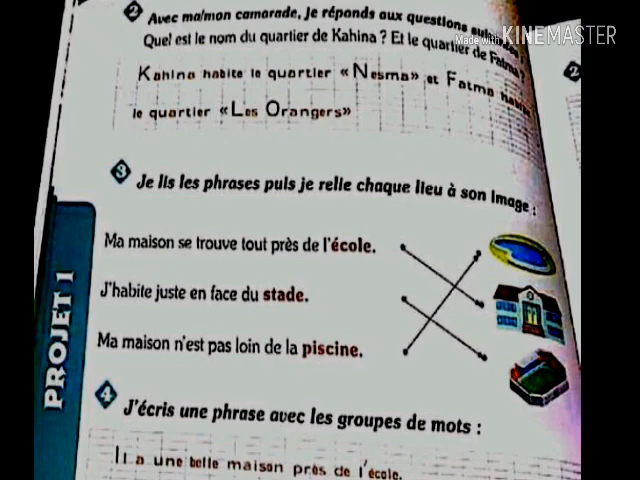 2 Avec ma/mon camarade, je réponds aux questions
Quel est le nom du quartier de Kahina ? Et le quartier de Fatma ?
Made with KINEMASTER
Kahina habite le quartier «Nesma» et Fatma habite
le quartier «Les Orangers»
2
3 Je lis les phrases puis je relie chaque lieu à son image :
Ma maison se trouve tout près de l'école.
J'habite juste en face du stade.
Ma maison n'est pas loin de la piscine.
PROJET 1
4 J'écris une phrase avec les groupes de mots :
Il a une belle maison près de l'école.